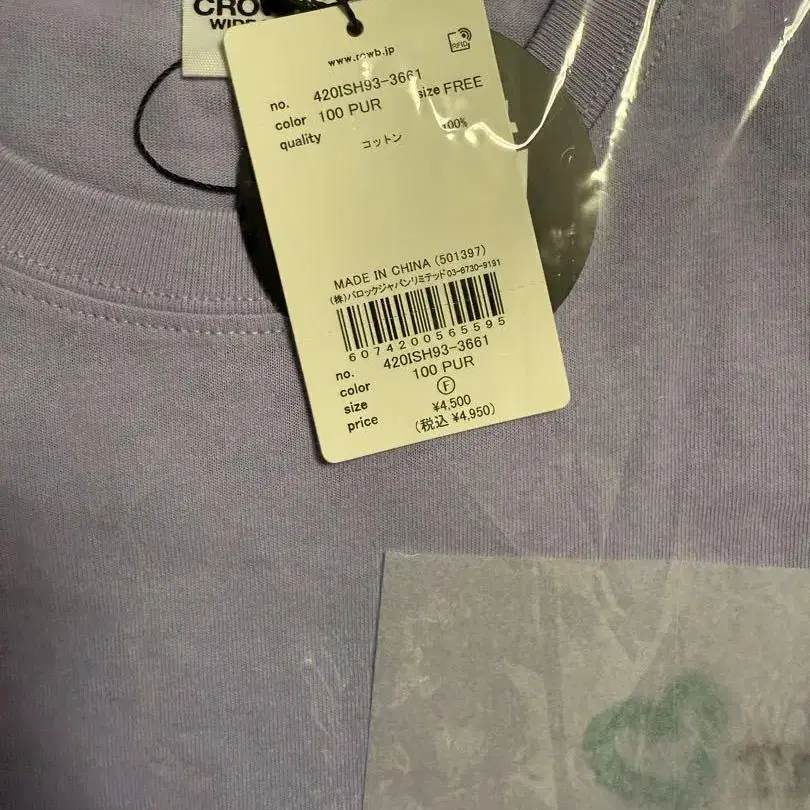 CRO
WIDE
www.rcwb.jp
RFID
no. 420ISH93-3661
color 100 PUR size FREE
quality
コットン 100%
MADE IN CHINA (501397)
(株)バロックジャパンリミテッド 03-6730-9191
6074200565595
no. 420ISH93-3661
color 100 PUR
size F
price ¥4,500
(税込 ¥4,950)